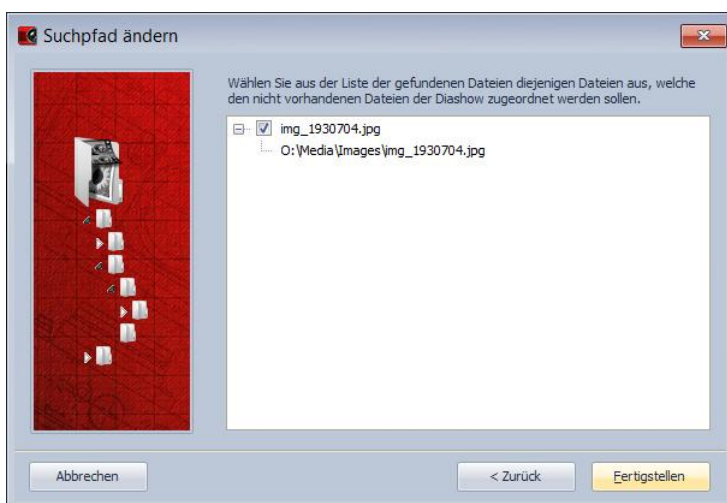 Suchpfad ändern
Wählen Sie aus der Liste der gefundenen Dateien diejenigen Dateien aus, welche
den nicht vorhandenen Dateien der Diashow zugeordnet werden sollen.
img_1930704.jpg
O:\Media\Images\img_1930704.jpg
Abbrechen
< Zurück
Fertigstellen